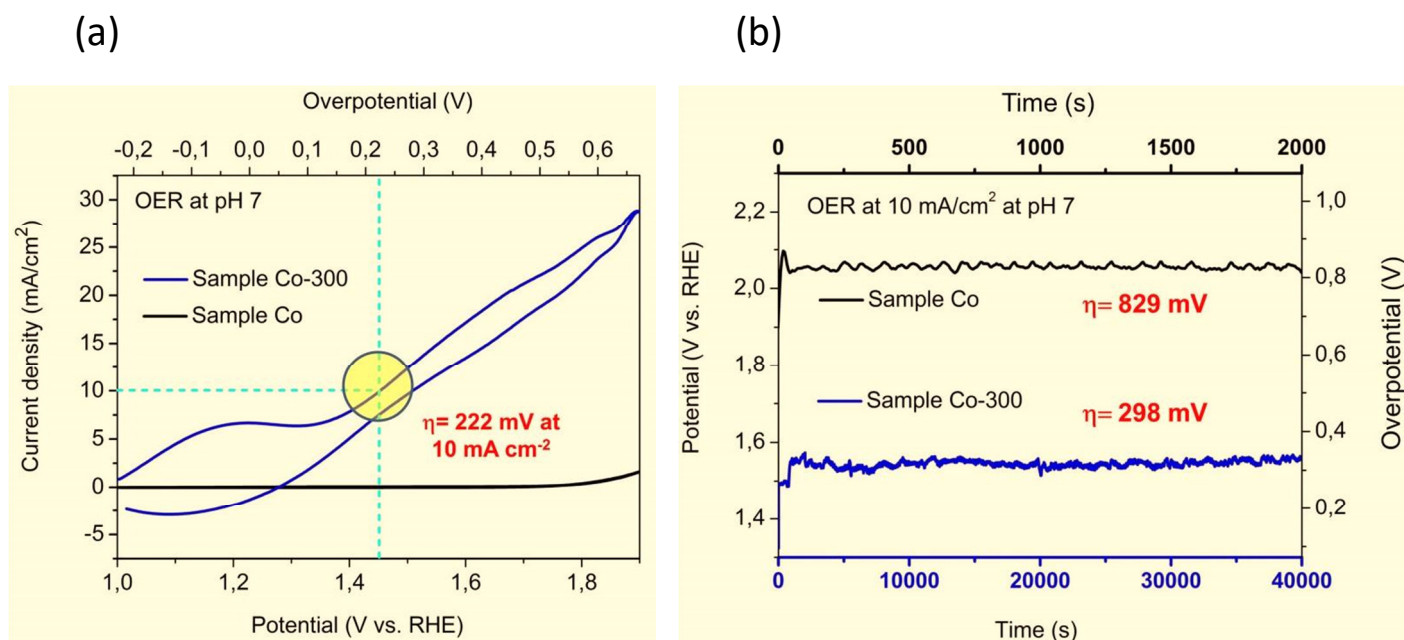 (a)
(b)
Overpotential (V)
-0,2 -0,1 0,0 0,1 0,2 0,3 0,4 0,5 0,6
30
25
20
15
10
5
0
-5
Current density (mA/cm²)
OER at pH 7
Sample Co-300
Sample Co
η= 222 mV at
10 mA cm⁻²
1,0 1,2 1,4 1,6 1,8
Potential (V vs. RHE)
Time (s)
0 500 1000 1500 2000
2,2
2,0
1,8
1,6
1,4
Potential (V vs. RHE)
OER at 10 mA/cm² at pH 7
Sample Co
η= 829 mV
Sample Co-300
η= 298 mV
1,0
0,8
0,6
0,4
0,2
Overpotential (V)
0 10000 20000 30000 40000
Time (s)